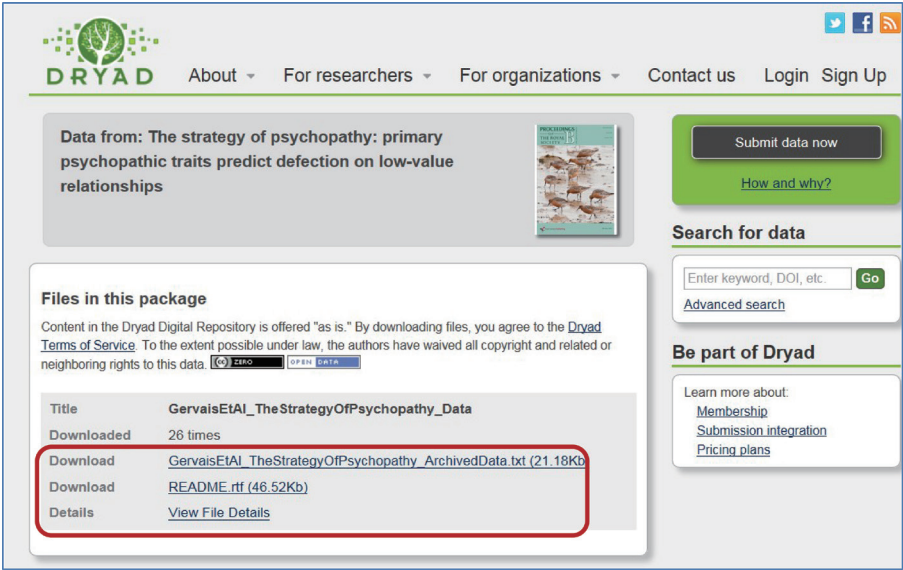 DRYAD
About
For researchers
For organizations
Contact us
Login
Sign Up
Data from: The strategy of psychopathy: primary
psychopathic traits predict defection on low-value
relationships
PROCEEDINGS
THE ROYAL
SOCIETY
B
Submit data now
How and why?
Search for data
Enter keyword, DOI, etc.
Go
Advanced search
Be part of Dryad
Learn more about:
Membership
Submission integration
Pricing plans
Files in this package
Content in the Dryad Digital Repository is offered "as is." By downloading files, you agree to the Dryad
Terms of Service. To the extent possible under law, the authors have waived all copyright and related or
neighboring rights to this data. cc ZERO OPEN DATA
Title GervaisEtAl_TheStrategyOfPsychopathy_Data
Downloaded 26 times
Download GervaisEtAl_TheStrategyOfPsychopathy_ArchivedData.txt (21.18Kb
Download README.rtf (46.52Kb)
Details View File Details